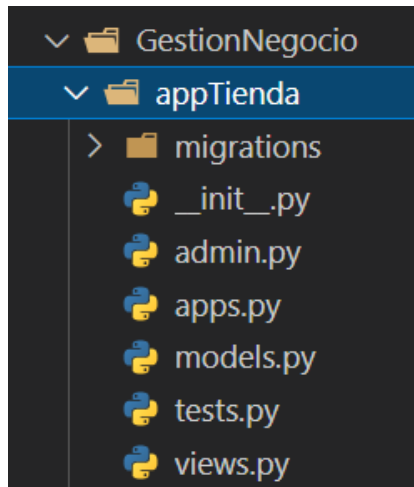 GestionNegocio
appTienda
migrations
__init__.py
admin.py
apps.py
models.py
tests.py
views.py